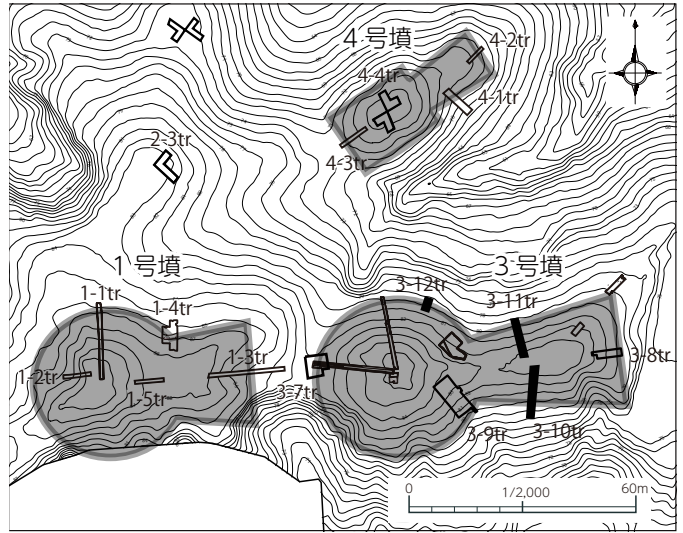 4号墳
4-2tr
4-4tr
4-1tr
2-3tr
4-3tr
1号墳
3号墳
1-1tr
3-12tr
1-4tr
3-11tr
1-3tr
3-8tr
1-2tr
3-7tr
1-5tr
3-9tr
3-10tr
0
1/2,000
60m